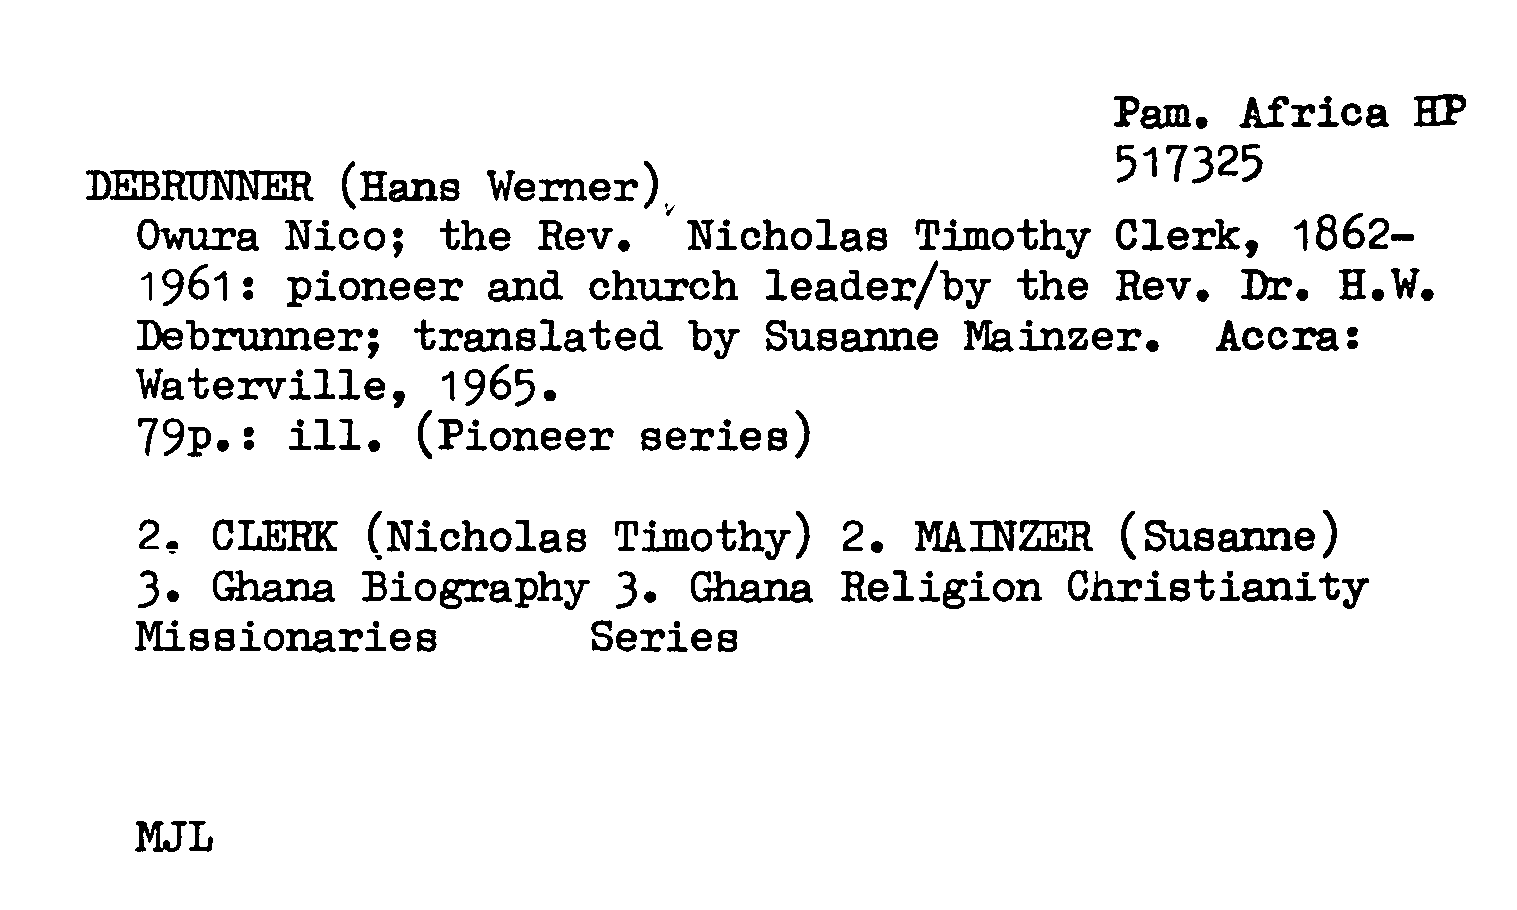 Pam. Africa HP
517325
DEBRUNNER (Hans Werner)
Owura Nico; the Rev. Nicholas Timothy Clerk, 1862-
1961: pioneer and church leader/by the Rev. Dr. H.W.
Debrunner; translated by Susanne Mainzer. Accra:
Waterville, 1965.
79p.: ill. (Pioneer series)
2. CLERK (Nicholas Timothy) 2. MAINZER (Susanne)
3. Ghana Biography 3. Ghana Religion Christianity
Missionaries Series
MJL